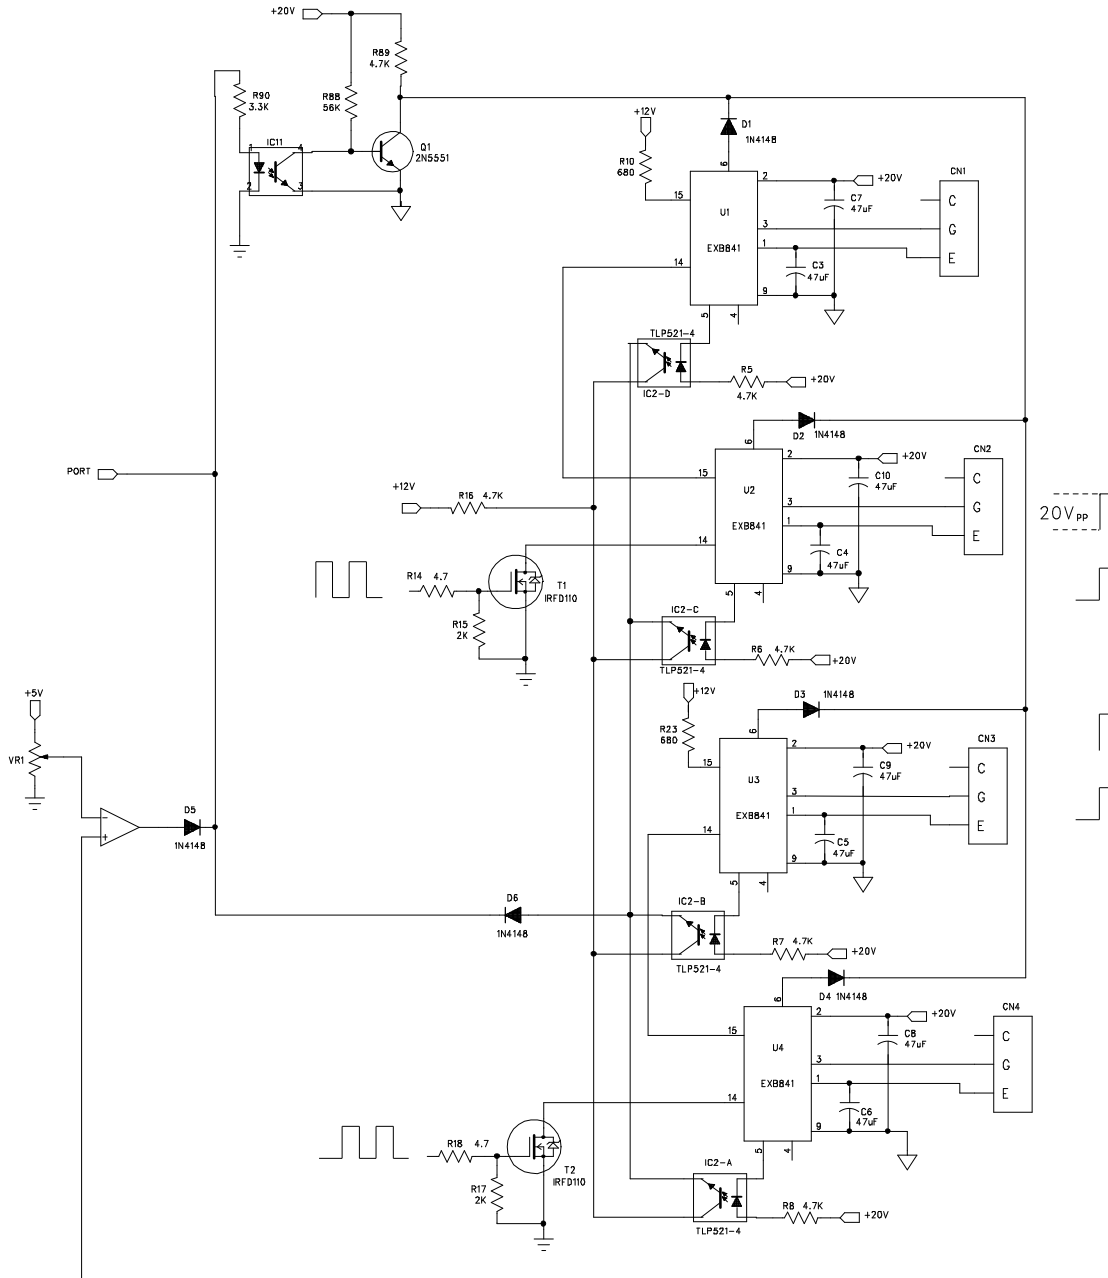 +20V
R89
4.7K
R90
3.3K
R88
56K
IC11
1
4
2
3
Q1
2N5551
+12V
R10
680
D1
1N4148
6
15
U1
EXB841
14
2
+20V
C7
47uF
3
1
C3
47uF
9
5
4
CN1
C
G
E
TLP521-4
IC2-D
R5
4.7K
+20V
PORT
+12V
R16 4.7K
6
D2 1N4148
15
U2
EXB841
14
2
+20V
C10
47uF
3
1
C4
47uF
9
5
4
CN2
C
G
E
20Vpp
R14 4.7
R15
2K
T1
IRFD110
IC2-C
TLP521-4
R6 4.7K
+20V
+12V
R23
680
D3 1N4148
6
15
U3
EXB841
14
2
+20V
C9
47uF
3
1
C5
47uF
9
5
4
CN3
C
G
E
+5V
VR1
-
+
D5
1N4148
D6
1N4148
IC2-B
TLP521-4
R7 4.7K
+20V
6
D4 1N4148
15
U4
EXB841
14
2
+20V
C8
47uF
3
1
C6
47uF
9
5
4
CN4
C
G
E
R18 4.7
R17
2K
T2
IRFD110
IC2-A
TLP521-4
R8 4.7K
+20V